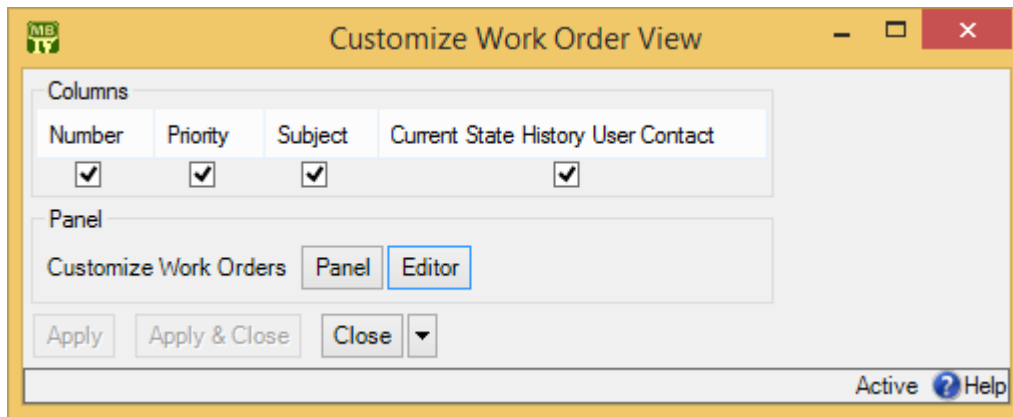 MB
IY
Customize Work Order View
Columns
Number Priority Subject Current State History User Contact
Panel
Customize Work Orders Panel Editor
Apply Apply & Close Close
Active Help